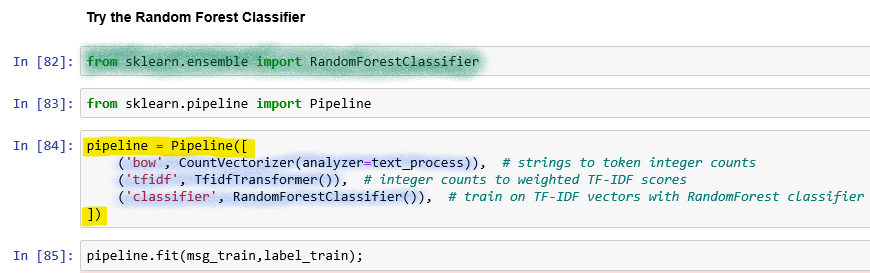 Try the Random Forest Classifier
In [82]: from sklearn.ensemble import RandomForestClassifier
In [83]: from sklearn.pipeline import Pipeline
In [84]: pipeline = Pipeline([
    ('bow', CountVectorizer(analyzer=text_process)),  # strings to token integer counts
    ('tfidf', TfidfTransformer()),  # integer counts to weighted TF-IDF scores
    ('classifier', RandomForestClassifier()),  # train on TF-IDF vectors with RandomForest classifier
])
In [85]: pipeline.fit(msg_train,label_train);